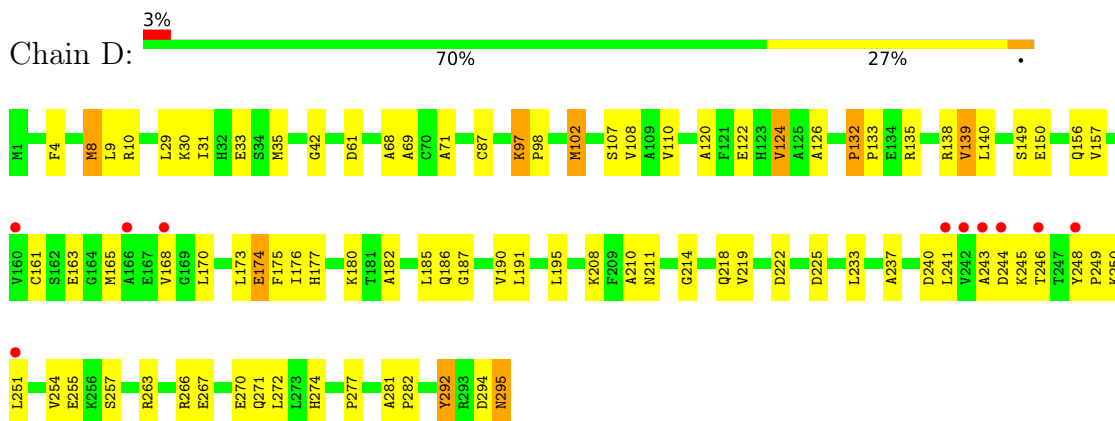 3%
Chain D:
70% 27% •
M1 F4 M8 L9 R10 L29 K30 I31 H32 E33 S34 M35 G42 D61 A68 A69 C70 A71 C87 K97 P98 M102 S107 V108 A109 V110 A120 F121 E122 H123 V124 A125 A126 P132 P133 E134 R135 R138 V139 L140 S149 E150 Q156 V157
V160 C161 S162 E163 G164 M165 A166 E167 V168 G169 L170 L173 E174 F175 I176 H177 K180 T181 A182 L185 Q186 G187 V190 L191 L195 K208 F209 A210 N211 G214 Q218 V219 D222 D225 L233 A237 D240 L241 V242 A243 D244 K245 T246 T247 Y248 P249 K250
L251 V254 E255 K256 S257 R263 R266 E267 E270 Q271 L272 L273 H274 P277 A281 P282 Y292 R293 D294 N295